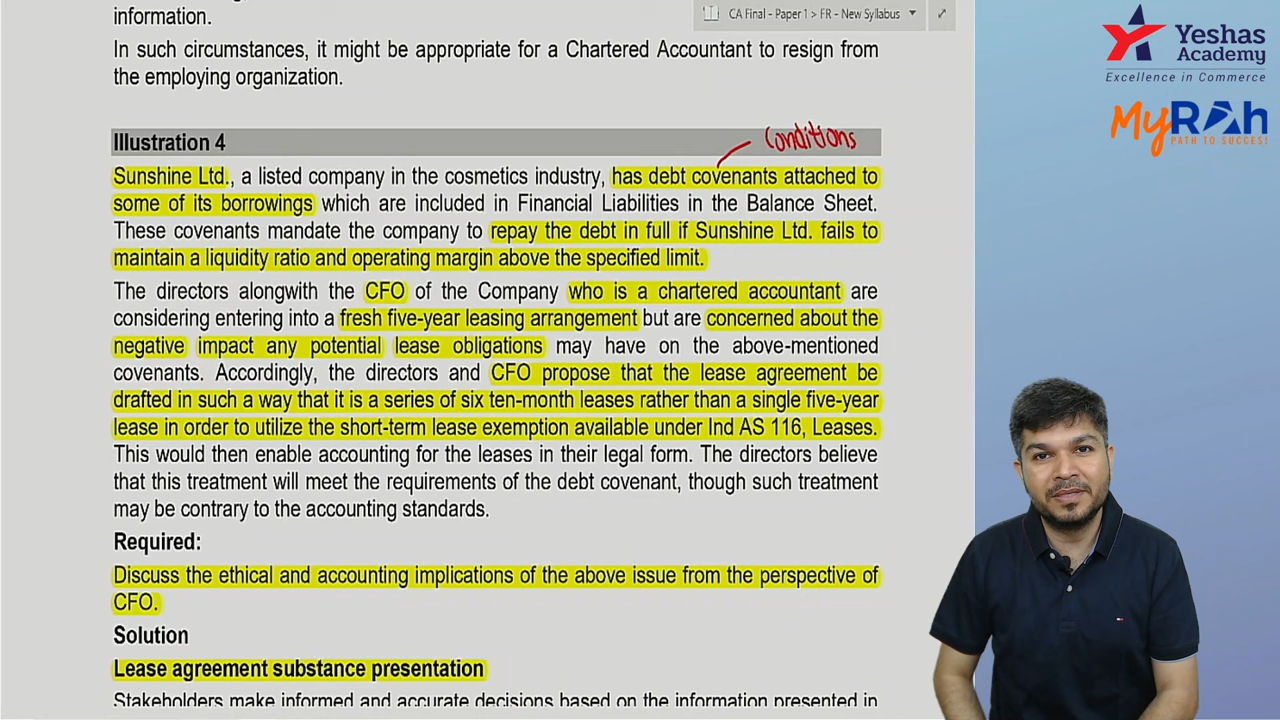 information.
CA Final - Paper 1 > FR - New Syllabus
In such circumstances, it might be appropriate for a Chartered Accountant to resign from
the employing organization.
Yeshas
Academy
Excellence in Commerce
MyRAh
PATH TO SUCCESS
Conditions
Illustration 4
Sunshine Ltd., a listed company in the cosmetics industry, has debt covenants attached to
some of its borrowings which are included in Financial Liabilities in the Balance Sheet.
These covenants mandate the company to repay the debt in full if Sunshine Ltd. fails to
maintain a liquidity ratio and operating margin above the specified limit.
The directors alongwith the CFO of the Company who is a chartered accountant are
considering entering into a fresh five-year leasing arrangement but are concerned about the
negative impact any potential lease obligations may have on the above-mentioned
covenants. Accordingly, the directors and CFO propose that the lease agreement be
drafted in such a way that it is a series of six ten-month leases rather than a single five-year
lease in order to utilize the short-term lease exemption available under Ind AS 116, Leases.
This would then enable accounting for the leases in their legal form. The directors believe
that this treatment will meet the requirements of the debt covenant, though such treatment
may be contrary to the accounting standards.
Required:
Discuss the ethical and accounting implications of the above issue from the perspective of
CFO.
Solution
Lease agreement substance presentation
Stakeholders make informed and accurate decisions based on the information presented in